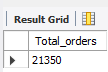 Result Grid
Total_orders
21350